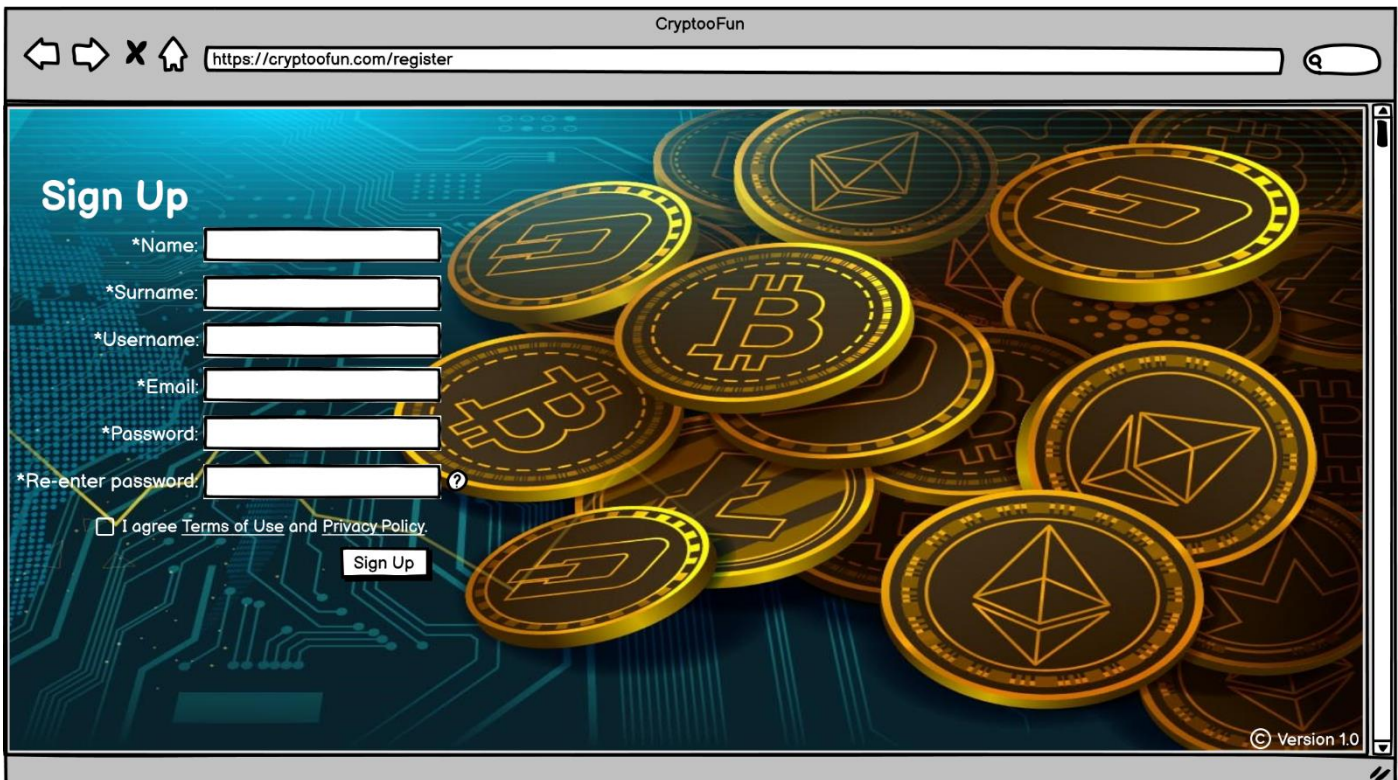 CryptooFun
https://cryptoofun.com/register
Sign Up
*Name:
*Surname:
*Username:
*Email:
*Password:
*Re-enter password: ?
I agree Terms of Use and Privacy Policy.
Sign Up
© Version 1.0